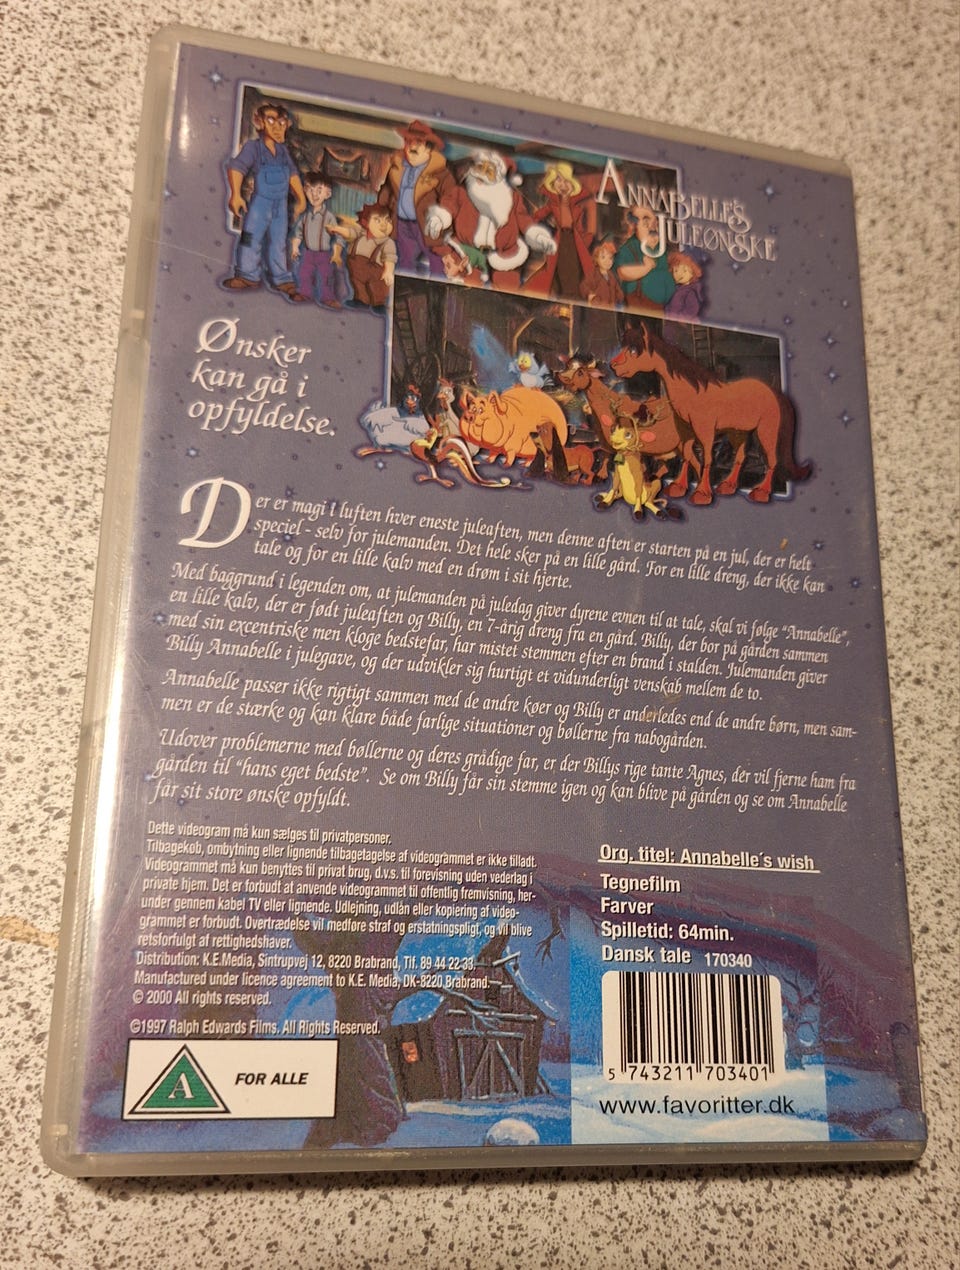 ANNABELLE'S
JULEØNSKE
Ønsker
kan gå i
opfyldelse.
Der er magi i luften hver eneste juleaften, men denne aften er starten på en jul, der er helt
speciel - selv for julemanden. Det hele sker på en lille gård. For en lille dreng, der ikke kan
tale og for en lille kalv med en drøm i sit hjerte.
Med baggrund i legenden om, at julemanden på juledag giver dyrene evnen til at tale, skal vi følge "Annabelle",
en lille kalv, der er født juleaften og Billy, en 7-årig dreng fra en gård. Billy, der bor på gården sammen
med sin excentriske men kloge bedstefar, har mistet stemmen efter en brand i stalden. Julemanden giver
Billy Annabelle i julegave, og der udvikler sig hurtigt et vidunderligt venskab mellem de to.
Annabelle passer ikke rigtigt sammen med de andre køer og Billy er anderledes end de andre børn, men sam-
men er de stærke og kan klare både farlige situationer og bøllerne fra nabogården.
Udover problemerne med bøllerne og deres grådige far, er der Billys rige tante Agnes, der vil fjerne ham fra
gården til "hans eget bedste". Se om Billy får sin stemme igen og kan blive på gården og se om Annabelle
får sit store ønske opfyldt.
Dette videogram må kun sælges til privatpersoner.
Tilbagekøb, ombytning eller lignende tilbagetagelse af videogrammet er ikke tilladt.
Videogrammet må kun benyttes til privat brug, d.v.s. til forevisning uden vederlag i
private hjem. Det er forbudt at anvende videogrammet til offentlig fremvisning, her-
under gennem kabel TV eller lignende. Udlejning, udlån eller kopiering af video-
grammet er forbudt. Overtrædelse vil medføre straf og erstatningspligt, og vil blive
retsforfulgt af rettighedshaver.
Distribution: K.E.Media, Sintrupvej 12, 8220 Brabrand, Tlf. 89 44 22 33.
Manufactured under licence agreement to K.E. Media, DK-8220 Brabrand.
© 2000 All rights reserved.
©1997 Ralph Edwards Films. All Rights Reserved.
A FOR ALLE
Org. titel: Annabelle´s wish
Tegnefilm
Farver
Spilletid: 64min.
Dansk tale 170340
5 743211 703401
www.favoritter.dk